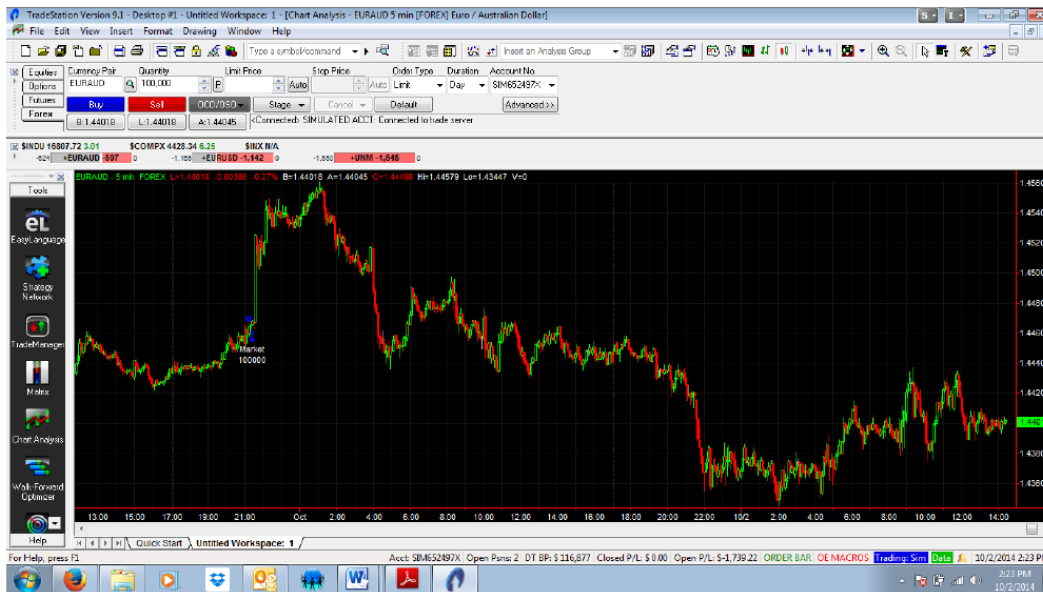 TradeStation Version 9.1 - Desktop #1 - Untitled Workspace: 1 - [Chart Analysis - EURAUD 5 min [FOREX] Euro / Australian Dollar]
File Edit View Insert Format Drawing Window Help
Type a symbol/command Insert an Analysis Group
Equities Currency Pair Quantity Limit Price Stop Price Order Type Duration Account No.
Options EURAUD 100,000 P Auto Auto Limit Day SIM652497X
Futures Buy Sell OCO/OSO Stage Cancel Default Advanced >>
Forex B:1.44018 L:1.44018 A:1.44045 <Connected> SIMULATED ACCT: Connected to trade server
$INDU 16807.72 3.01 $COMPX 4428.34 6.25 $INX N/A
-624 +EURAUD -597 0 +EURUSD -1,142 0 +UNM -1,645 0
Tools
EURAUD - 5 min FOREX L=1.44018 -0.00386 -0.27% B=1.44018 A=1.44045 Hi=1.44579 Lo=1.43447 V=0
EasyLanguage
Strategy
Network
TradeManager
Matrix
Chart Analysis
Walk-Forward
Optimizer
Help
Market
100000
1.4560
1.4540
1.4520
1.4500
1.4480
1.4460
1.4440
1.4420
1.4401
1.4380
1.4360
13:00 15:00 17:00 19:00 21:00 Oct 2:00 4:00 6:00 8:00 10:00 12:00 14:00 16:00 18:00 20:00 22:00 10/2 2:00 4:00 6:00 8:00 10:00 12:00 14:00
Quick Start Untitled Workspace: 1
For Help, press F1 Acct: SIM652497X Open Psns: 2 DT BP: $116,877 Closed P/L: $0.00 Open P/L: $-1,739.22 ORDER BAR OE MACROS Trading: Sim Data 10/2/2014 2:23 P
2:23 PM
10/2/2014